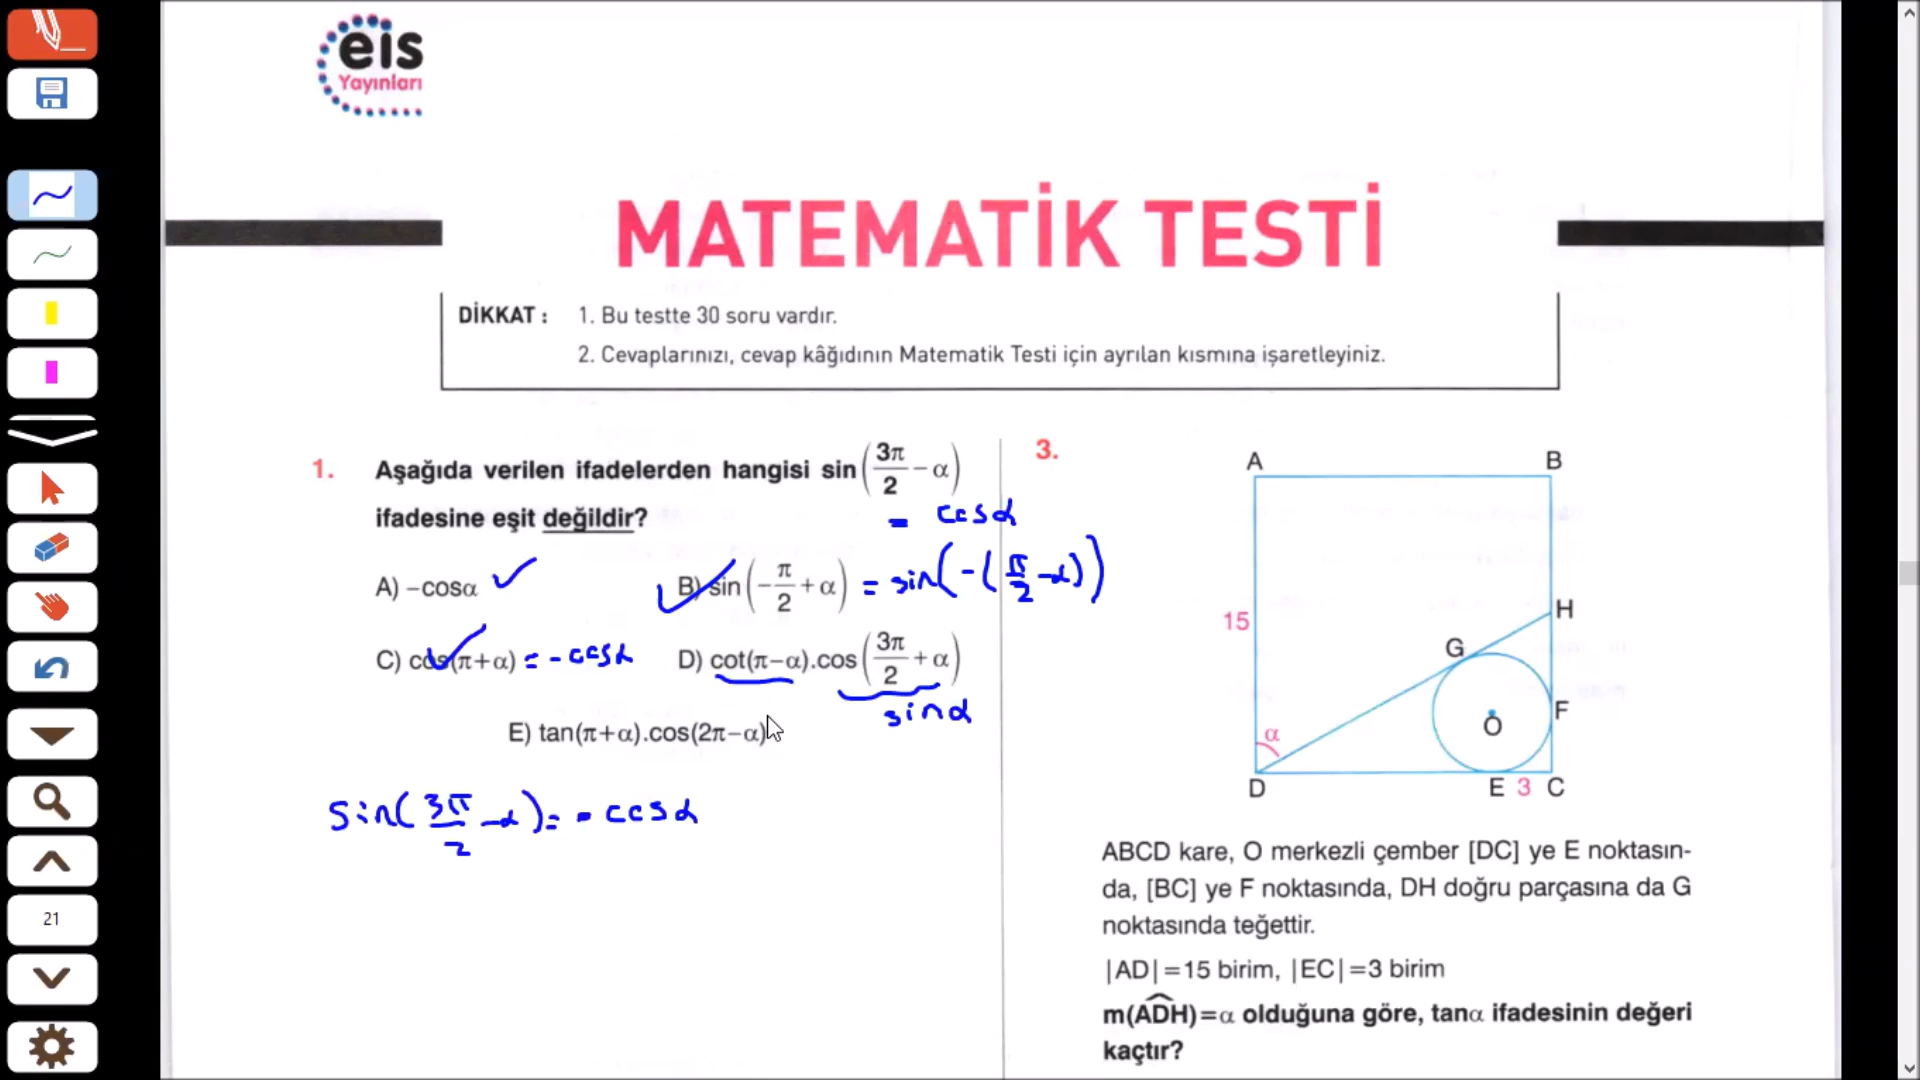 eis
Yayınları
MATEMATİK TESTİ
DİKKAT : 1. Bu testte 30 soru vardır.
2. Cevaplarınızı, cevap kâğıdının Matematik Testi için ayrılan kısmına işaretleyiniz.
1. Aşağıda verilen ifadelerden hangisi sin(3π/2 − α)
ifadesine eşit değildir?
= cosα
A) −cosα
B) sin(−π/2 + α) = sin(−(π/2 − α))
C) cos(π+α) = −cosα
D) cot(π−α).cos(3π/2 + α)
sinα
E) tan(π+α).cos(2π−α)
sin(3π/2 − α) = − cosα
3.
A B
15
H
G
F
O
α
D E 3 C
ABCD kare, O merkezli çember [DC] ye E noktasın-
da, [BC] ye F noktasında, DH doğru parçasına da G
noktasında teğettir.
|AD|=15 birim, |EC|=3 birim
m(ADH)=α olduğuna göre, tanα ifadesinin değeri
kaçtır?
21